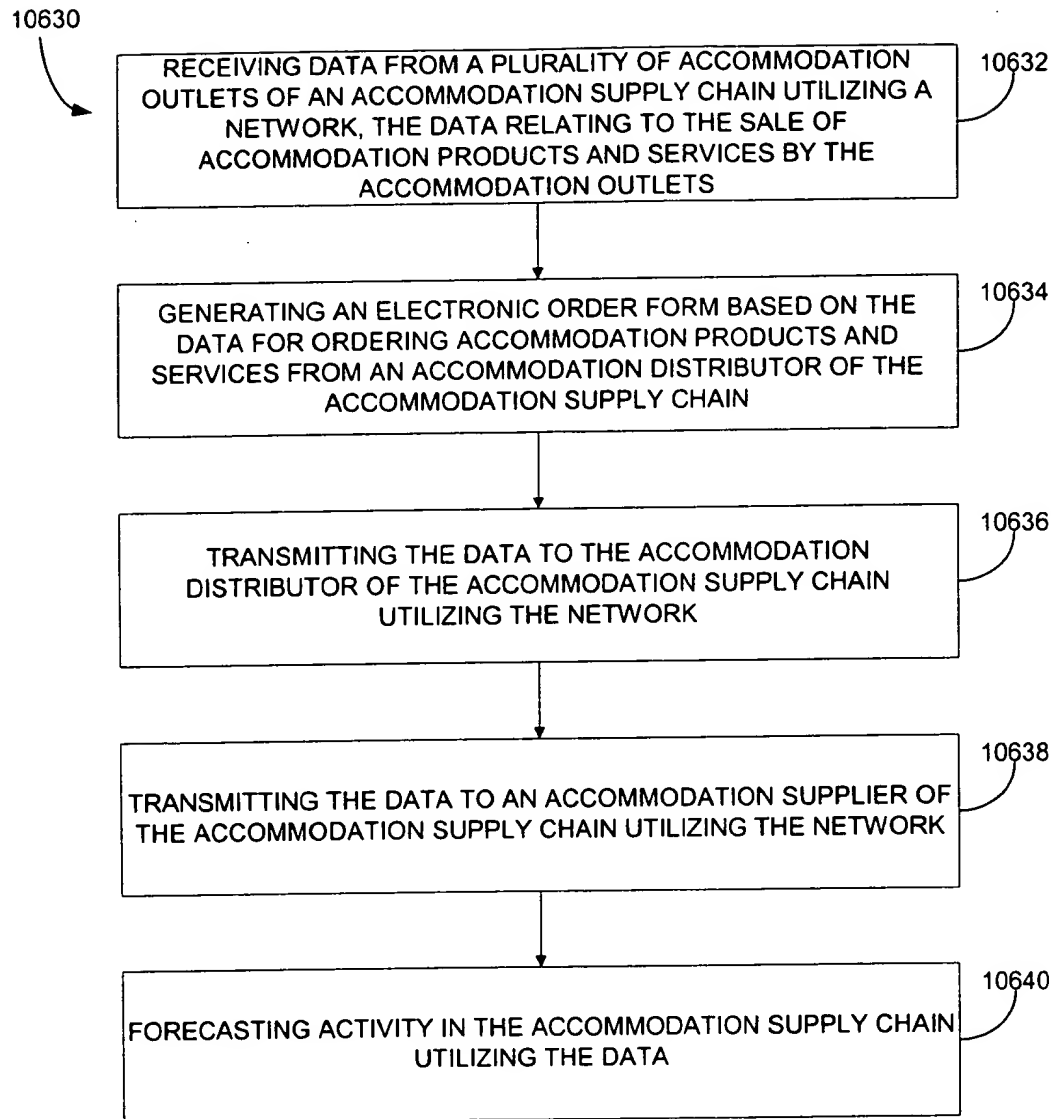 10630
RECEIVING DATA FROM A PLURALITY OF ACCOMMODATION
OUTLETS OF AN ACCOMMODATION SUPPLY CHAIN UTILIZING A
NETWORK, THE DATA RELATING TO THE SALE OF
ACCOMMODATION PRODUCTS AND SERVICES BY THE
ACCOMMODATION OUTLETS
10632
GENERATING AN ELECTRONIC ORDER FORM BASED ON THE
DATA FOR ORDERING ACCOMMODATION PRODUCTS AND
SERVICES FROM AN ACCOMMODATION DISTRIBUTOR OF THE
ACCOMMODATION SUPPLY CHAIN
10634
TRANSMITTING THE DATA TO THE ACCOMMODATION
DISTRIBUTOR OF THE ACCOMMODATION SUPPLY CHAIN
UTILIZING THE NETWORK
10636
TRANSMITTING THE DATA TO AN ACCOMMODATION SUPPLIER OF
THE ACCOMMODATION SUPPLY CHAIN UTILIZING THE NETWORK
10638
FORECASTING ACTIVITY IN THE ACCOMMODATION SUPPLY CHAIN
UTILIZING THE DATA
10640